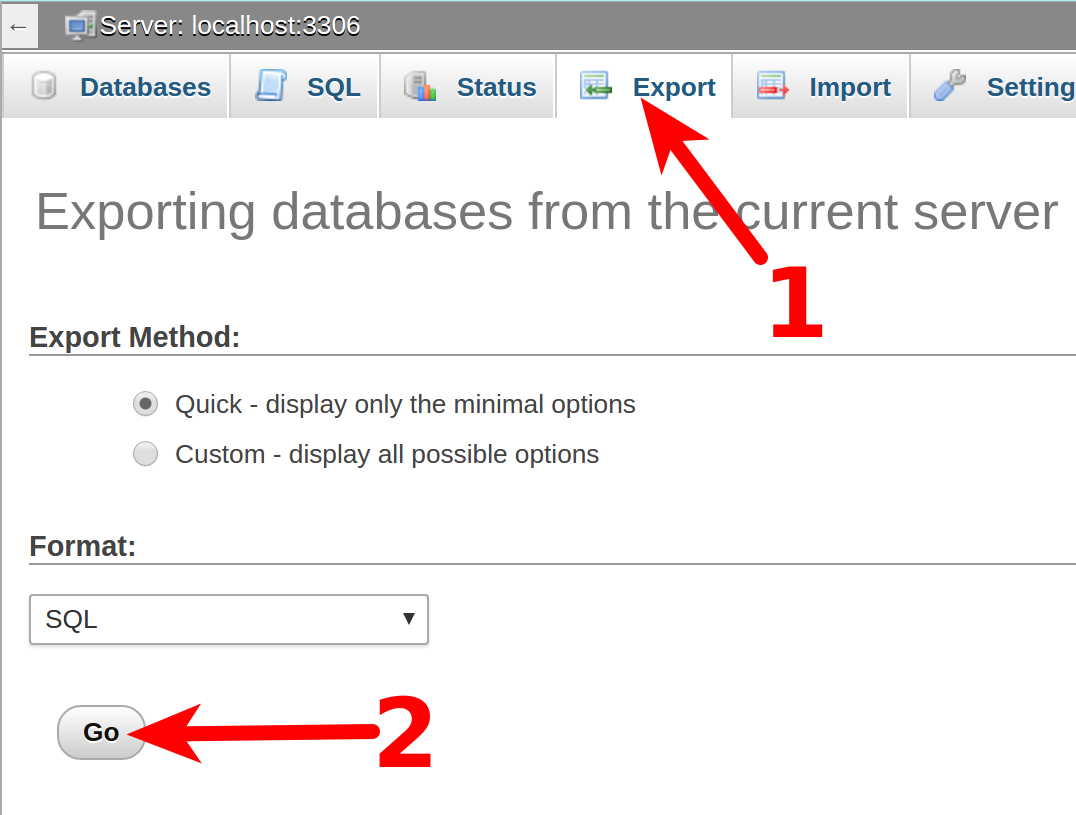 ← Server: localhost:3306
Databases SQL Status Export Import Setting
Exporting databases from the current server
1
Export Method:
Quick - display only the minimal options
Custom - display all possible options
Format:
SQL ▼
Go 2